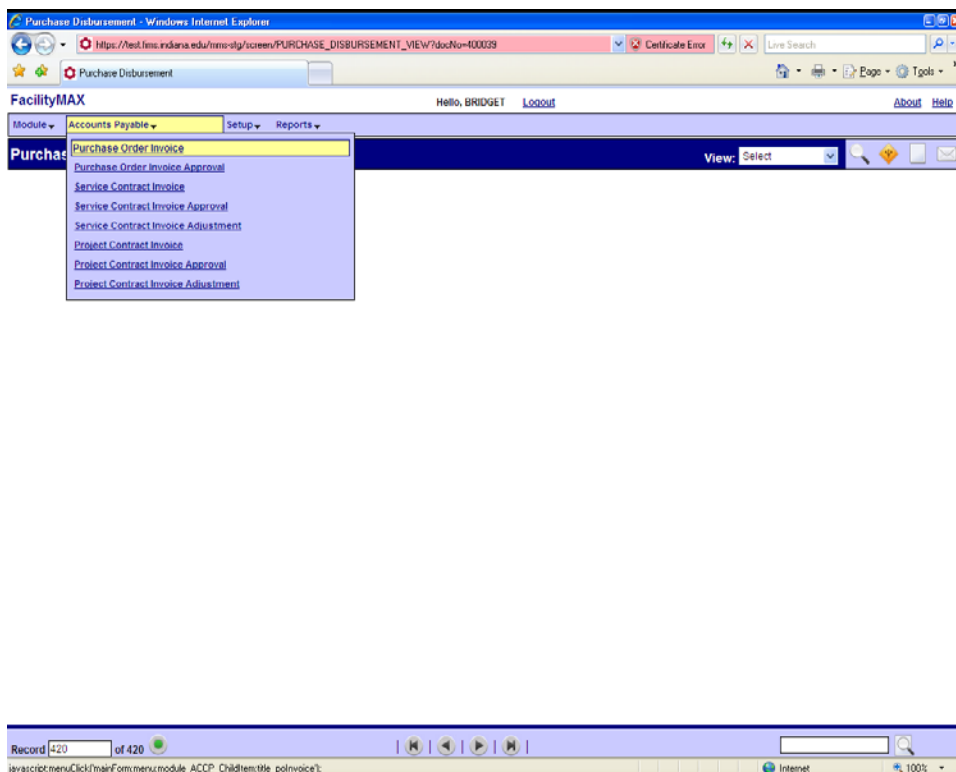 Purchase Disbursement - Windows Internet Explorer
https://test.fms.indiana.edu/mms-stg/screen/PURCHASE_DISBURSEMENT_VIEW?docNo=400039 Certificate Error Live Search
Purchase Disbursement Page Tools
FacilityMAX Hello, BRIDGET Logout About Help
Module Accounts Payable Setup Reports
Purchas View: Select
Purchase Order Invoice
Purchase Order Invoice Approval
Service Contract Invoice
Service Contract Invoice Approval
Service Contract Invoice Adjustment
Project Contract Invoice
Project Contract Invoice Approval
Project Contract Invoice Adjustment
Record 420 of 420
javascript:menuClick('mainForm:menu:module_ACCP_ChildItem:title_poInvoice'); Internet 100%